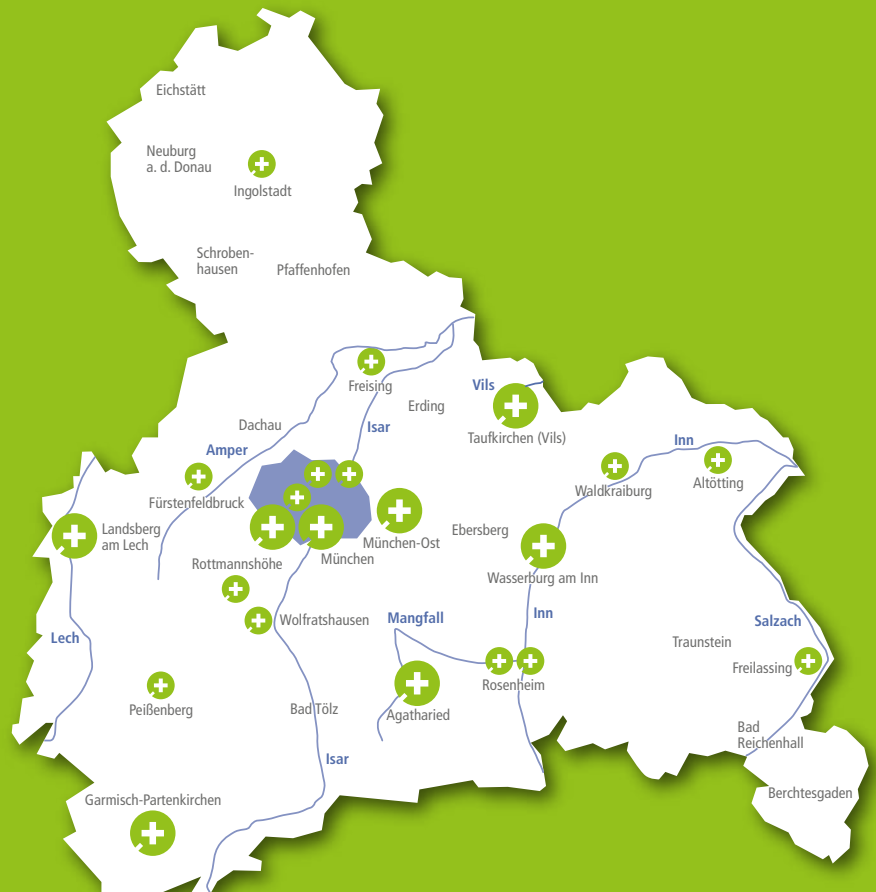 Eichstätt
Neuburg
a. d. Donau
Ingolstadt
Schroben-
hausen
Pfaffenhofen
Freising
Vils
Erding
Dachau
Isar
Taufkirchen (Vils)
Amper
Inn
Fürstenfeldbruck
Waldkraiburg
Altötting
Landsberg
am Lech
Ebersberg
München-Ost
München
Rottmannshöhe
Wasserburg am Inn
Wolfratshausen
Mangfall
Inn
Salzach
Lech
Traunstein
Freilassing
Rosenheim
Peißenberg
Bad Tölz
Agatharied
Bad
Reichenhall
Isar
Berchtesgaden
Garmisch-Partenkirchen